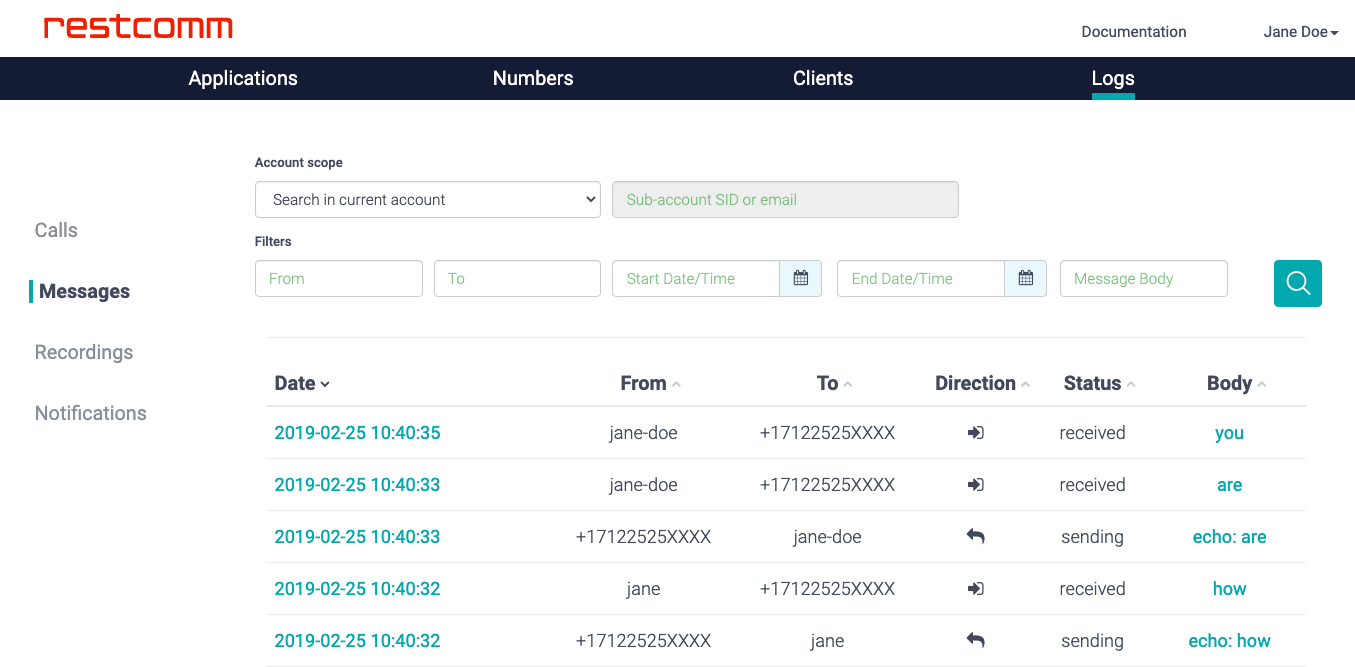 restcomm
Documentation Jane Doe
Applications Numbers Clients Logs
Account scope
Search in current account Sub-account SID or email
Calls
Filters
From To Start Date/Time End Date/Time Message Body
Messages
Recordings
Date From To Direction Status Body
Notifications
2019-02-25 10:40:35 jane-doe +17122525XXXX received you
2019-02-25 10:40:33 jane-doe +17122525XXXX received are
2019-02-25 10:40:33 +17122525XXXX jane-doe sending echo: are
2019-02-25 10:40:32 jane +17122525XXXX received how
2019-02-25 10:40:32 +17122525XXXX jane sending echo: how